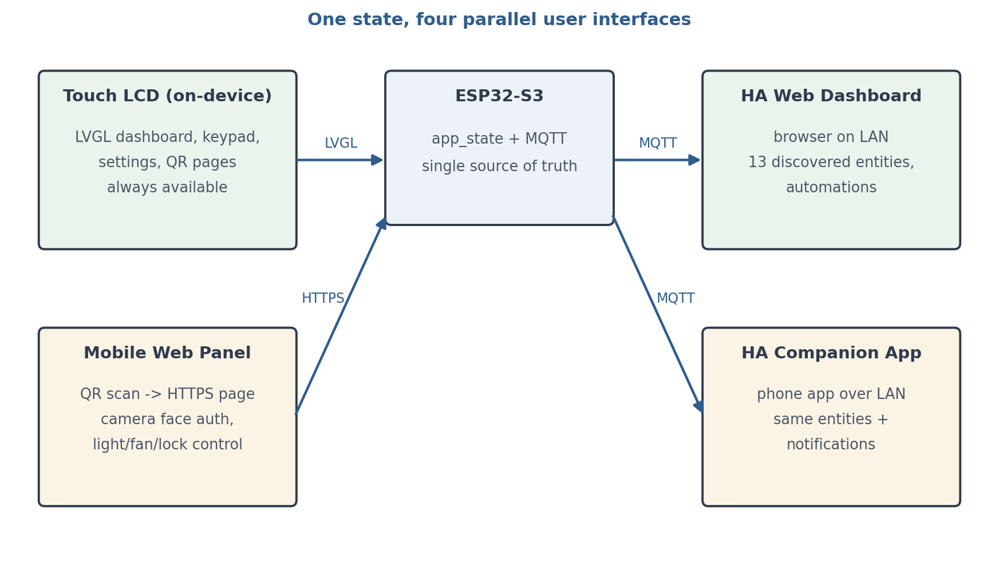 One state, four parallel user interfaces
Touch LCD (on-device)
LVGL dashboard, keypad,
settings, QR pages
always available
LVGL
ESP32-S3
app_state + MQTT
single source of truth
MQTT
HA Web Dashboard
browser on LAN
13 discovered entities,
automations
HTTPS
MQTT
Mobile Web Panel
QR scan -> HTTPS page
camera face auth,
light/fan/lock control
HA Companion App
phone app over LAN
same entities +
notifications